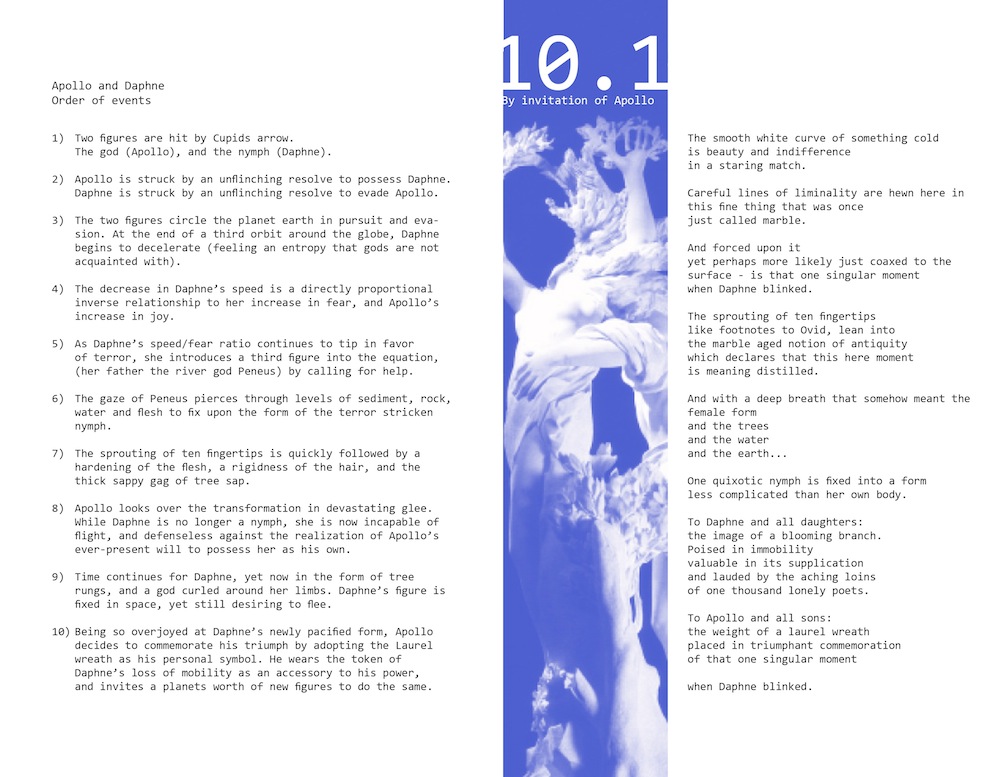 Apollo and Daphne
Order of events
1) Two figures are hit by Cupids arrow.
The god (Apollo), and the nymph (Daphne).
2) Apollo is struck by an unflinching resolve to possess Daphne.
Daphne is struck by an unflinching resolve to evade Apollo.
3) The two figures circle the planet earth in pursuit and eva-
sion. At the end of a third orbit around the globe, Daphne
begins to decelerate (feeling an entropy that gods are not
acquainted with).
4) The decrease in Daphne’s speed is a directly proportional
inverse relationship to her increase in fear, and Apollo’s
increase in joy.
5) As Daphne’s speed/fear ratio continues to tip in favor
of terror, she introduces a third figure into the equation,
(her father the river god Peneus) by calling for help.
6) The gaze of Peneus pierces through levels of sediment, rock,
water and flesh to fix upon the form of the terror stricken
nymph.
7) The sprouting of ten fingertips is quickly followed by a
hardening of the flesh, a rigidness of the hair, and the
thick sappy gag of tree sap.
8) Apollo looks over the transformation in devastating glee.
While Daphne is no longer a nymph, she is now incapable of
flight, and defenseless against the realization of Apollo’s
ever-present will to possess her as his own.
9) Time continues for Daphne, yet now in the form of tree
rungs, and a god curled around her limbs. Daphne’s figure is
fixed in space, yet still desiring to flee.
10) Being so overjoyed at Daphne’s newly pacified form, Apollo
decides to commemorate his triumph by adopting the Laurel
wreath as his personal symbol. He wears the token of
Daphne’s loss of mobility as an accessory to his power,
and invites a planets worth of new figures to do the same.
10.1
By invitation of Apollo
The smooth white curve of something cold
is beauty and indifference
in a staring match.
Careful lines of liminality are hewn here in
this fine thing that was once
just called marble.
And forced upon it
yet perhaps more likely just coaxed to the
surface - is that one singular moment
when Daphne blinked.
The sprouting of ten fingertips
like footnotes to Ovid, lean into
the marble aged notion of antiquity
which declares that this here moment
is meaning distilled.
And with a deep breath that somehow meant the
female form
and the trees
and the water
and the earth...
One quixotic nymph is fixed into a form
less complicated than her own body.
To Daphne and all daughters:
the image of a blooming branch.
Poised in immobility
valuable in its supplication
and lauded by the aching loins
of one thousand lonely poets.
To Apollo and all sons:
the weight of a laurel wreath
placed in triumphant commemoration
of that one singular moment
when Daphne blinked.